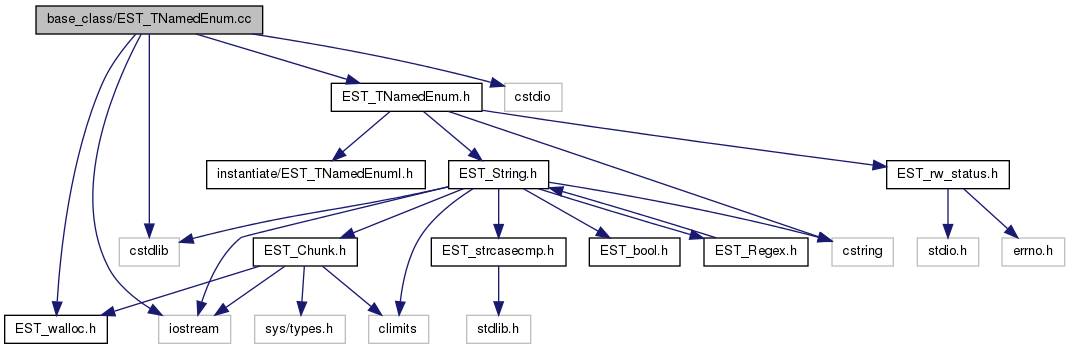 base_class/EST_TNamedEnum.cc
EST_TNamedEnum.h
cstdio
instantiate/EST_TNamedEnumI.h
EST_String.h
EST_rw_status.h
cstdlib
EST_Chunk.h
EST_strcasecmp.h
EST_bool.h
EST_Regex.h
cstring
stdio.h
errno.h
EST_walloc.h
iostream
sys/types.h
climits
stdlib.h